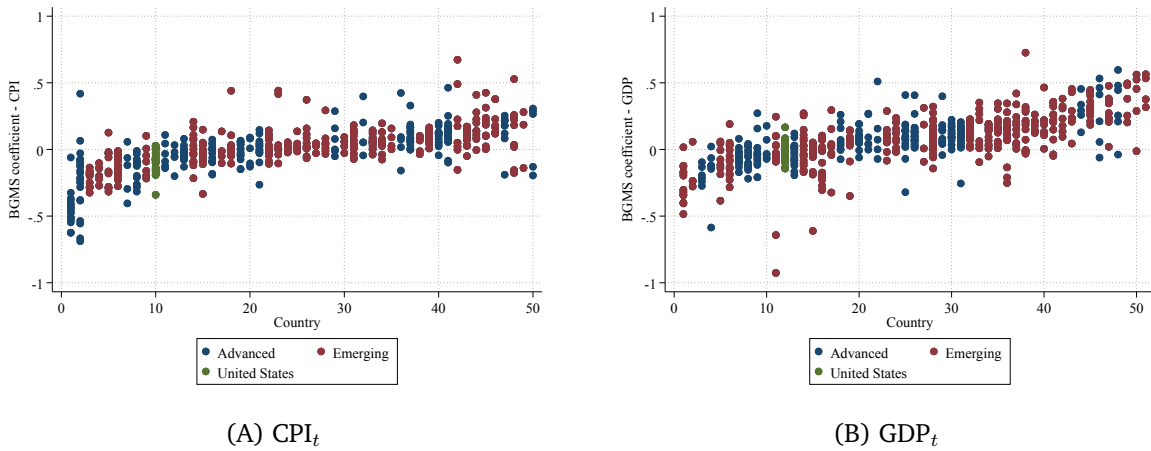 1
.5
0
-.5
-1
BGMS coefficient - CPI
0
10
20
30
40
50
Country
Advanced
Emerging
United States
(A) CPIt
1
.5
0
-.5
-1
BGMS coefficient - GDP
0
10
20
30
40
50
Country
Advanced
Emerging
United States
(B) GDPt